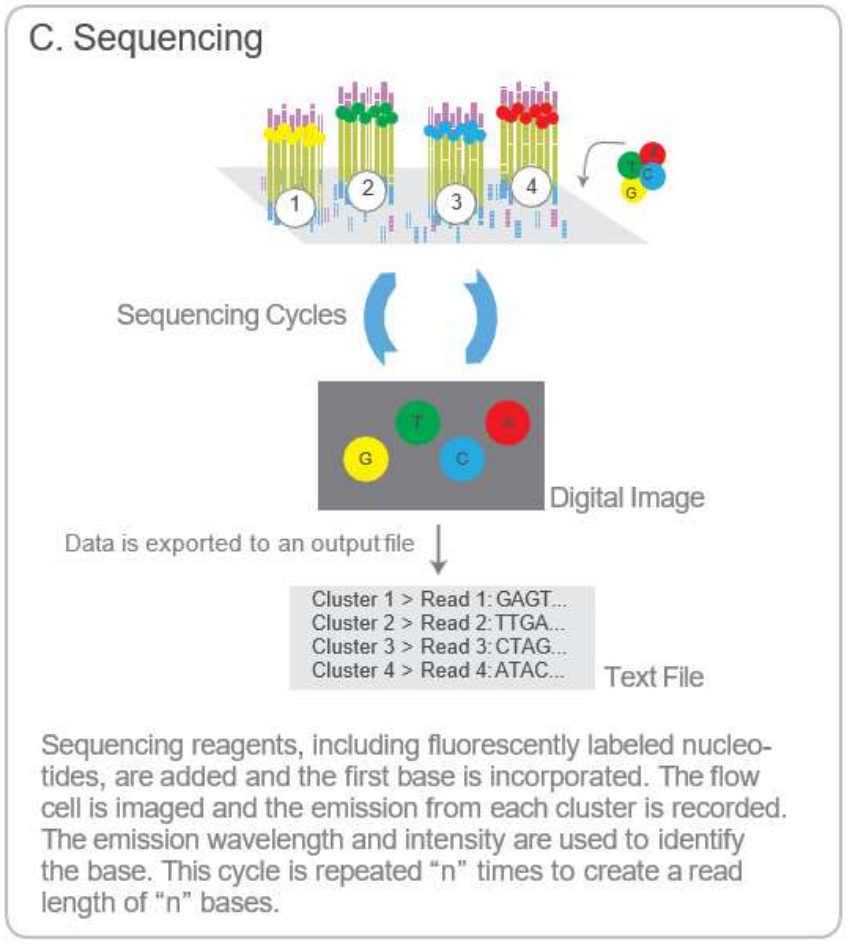 C. Sequencing
1
2
3
4
A
T
C
G
Sequencing Cycles
T
A
G
C
Digital Image
Data is exported to an output file
Cluster 1 > Read 1: GAGT...
Cluster 2 > Read 2: TTGA...
Cluster 3 > Read 3: CTAG...
Cluster 4 > Read 4: ATAC...
Text File
Sequencing reagents, including fluorescently labeled nucleo-
tides, are added and the first base is incorporated. The flow
cell is imaged and the emission from each cluster is recorded.
The emission wavelength and intensity are used to identify
the base. This cycle is repeated “n” times to create a read
length of “n” bases.